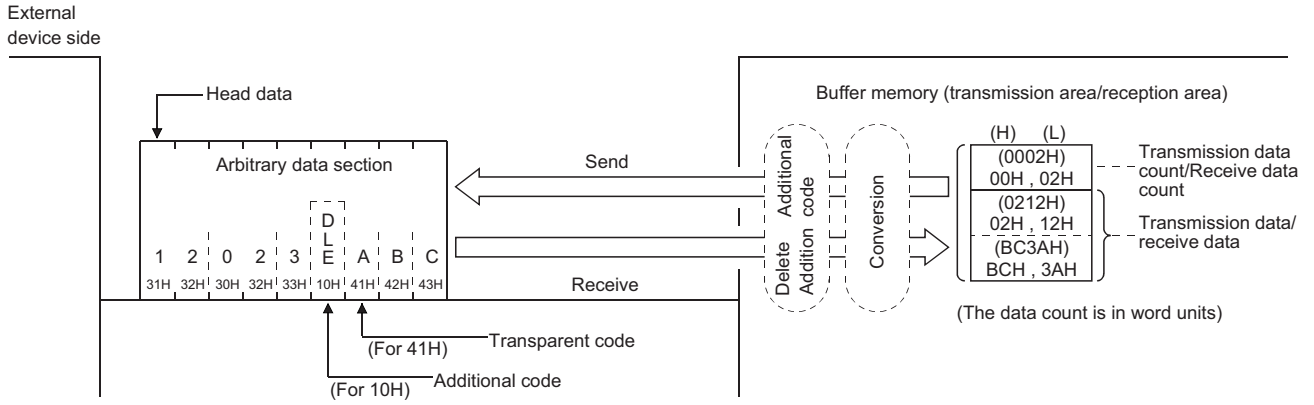 External
device side
Head data
Arbitrary data section
1 2 0 2 3 DLE A B C
31H 32H 30H 32H 33H 10H 41H 42H 43H
(For 41H)
Transparent code
(For 10H)
Additional code
Send
Receive
Delete Additional
Addition code
Conversion
Buffer memory (transmission area/reception area)
(H) (L)
(0002H)
00H , 02H
(0212H)
02H , 12H
(BC3AH)
BCH , 3AH
Transmission data
count/Receive data
count
Transmission data/
receive data
(The data count is in word units)